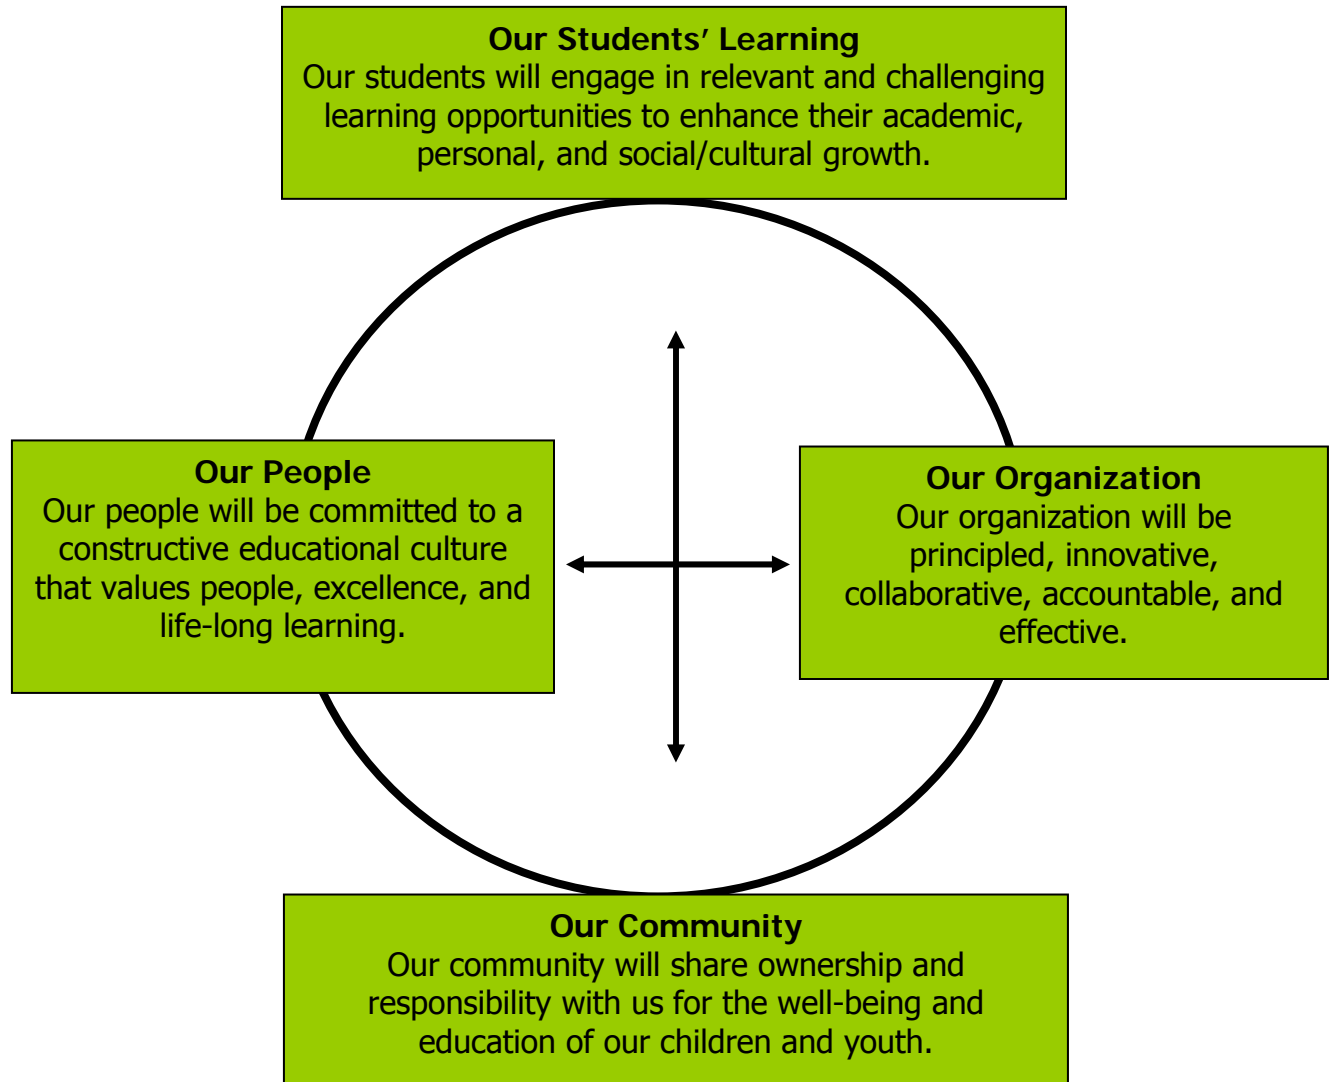 Our Students’ Learning
Our students will engage in relevant and challenging
learning opportunities to enhance their academic,
personal, and social/cultural growth.
Our People
Our people will be committed to a
constructive educational culture
that values people, excellence, and
life-long learning.
Our Organization
Our organization will be
principled, innovative,
collaborative, accountable, and
effective.
Our Community
Our community will share ownership and
responsibility with us for the well-being and
education of our children and youth.